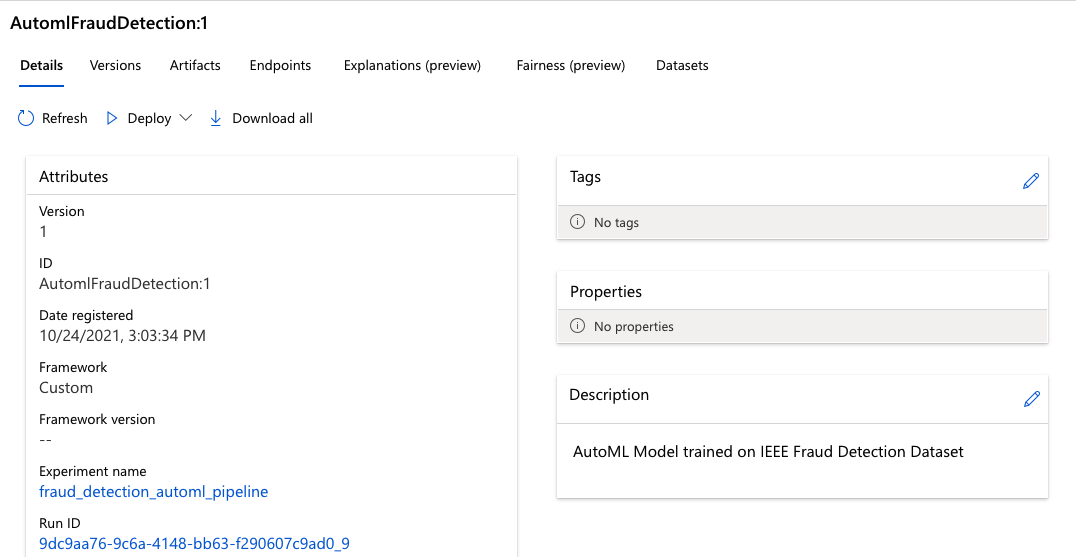 AutomlFraudDetection:1
Details Versions Artifacts Endpoints Explanations (preview) Fairness (preview) Datasets
Refresh Deploy Download all
Attributes
Version
1
ID
AutomlFraudDetection:1
Date registered
10/24/2021, 3:03:34 PM
Framework
Custom
Framework version
--
Experiment name
fraud_detection_automl_pipeline
Run ID
9dc9aa76-9c6a-4148-bb63-f290607c9ad0_9
Tags
No tags
Properties
No properties
Description
AutoML Model trained on IEEE Fraud Detection Dataset